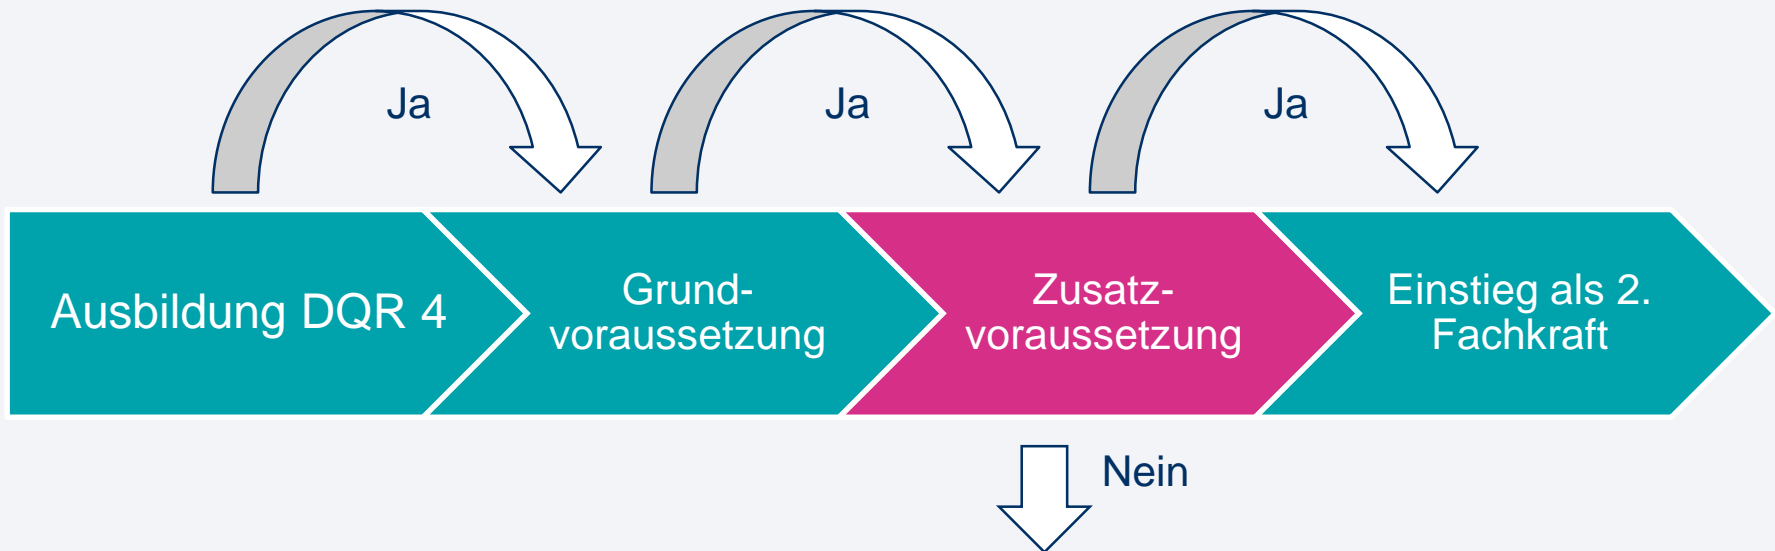 Ja
Ja
Ja
Ausbildung DQR 4
Grund-
voraussetzung
Zusatz-
voraussetzung
Einstieg als 2.
Fachkraft
Nein